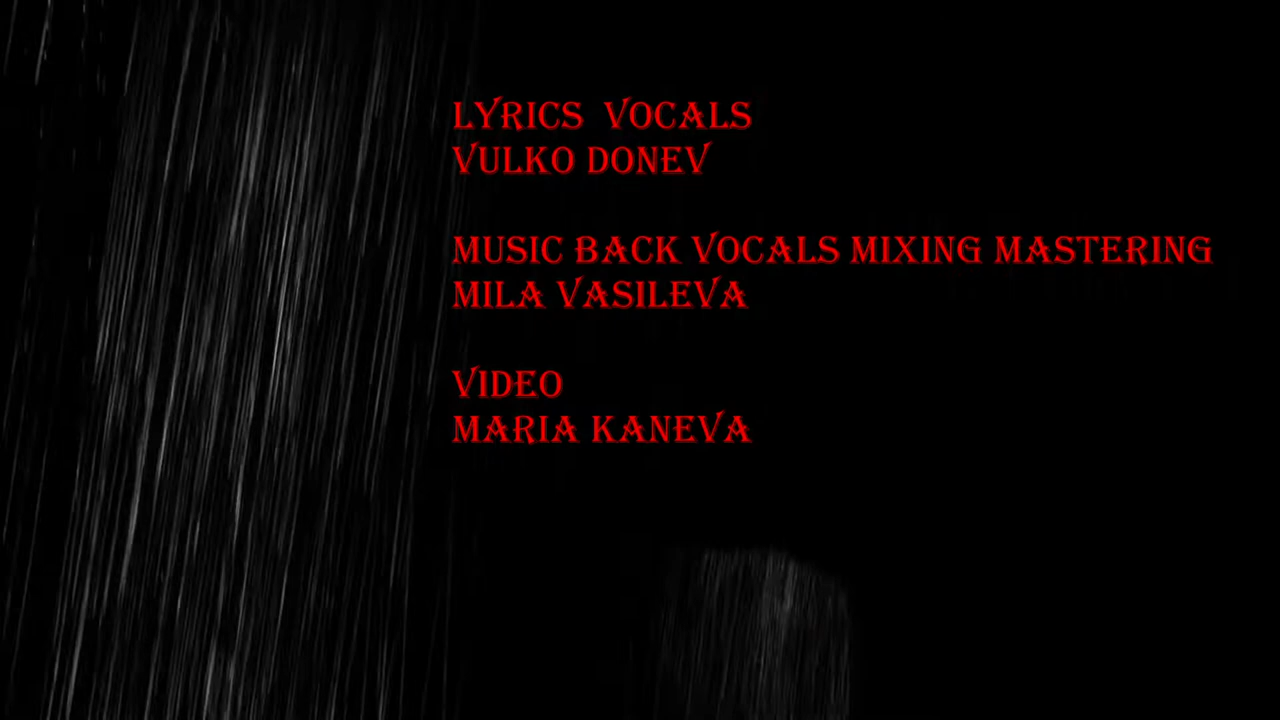 LYRICS VOCALS
VULKO DONEV
MUSIC BACK VOCALS MIXING MASTERING
MILA VASILEVA
VIDEO
MARIA KANEVA